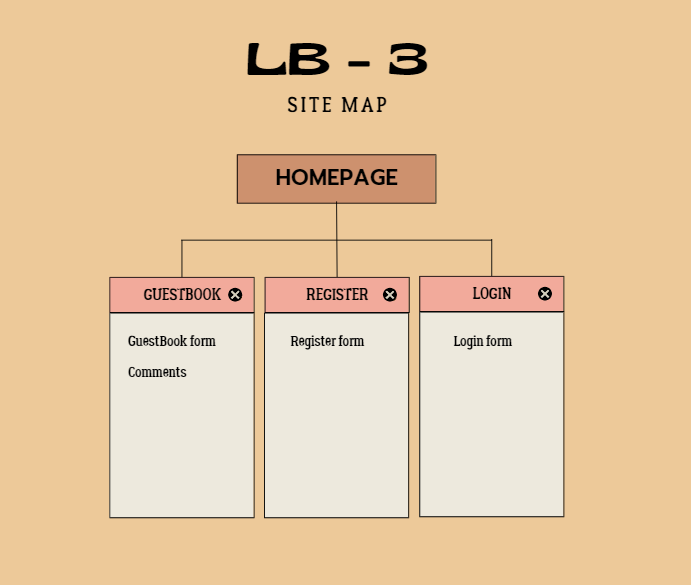 LB - 3
SITE MAP
HOMEPAGE
GUESTBOOK
GuestBook form
Comments
REGISTER
Register form
LOGIN
Login form